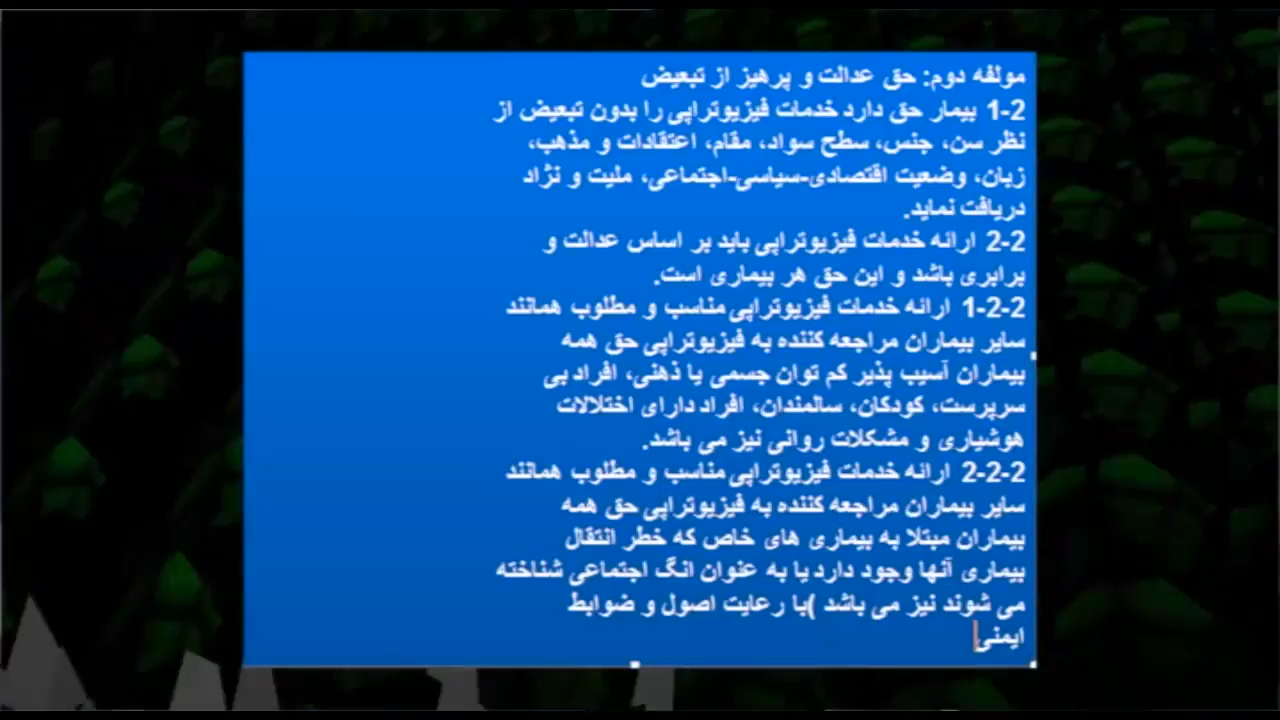 مولفه دوم: حق عدالت و پرهیز از تبعیض
2-1 بیمار حق دارد خدمات فیزیوتراپی را بدون تبعیض از
نظر سن، جنس، سطح سواد، مقام، اعتقادات و مذهب،
زبان، وضعیت اقتصادی-سیاسی-اجتماعی، ملیت و نژاد
دریافت نماید.
2-2 ارائه خدمات فیزیوتراپی باید بر اساس عدالت و
برابری باشد و این حق هر بیماری است.
2-2-1 ارائه خدمات فیزیوتراپی مناسب و مطلوب همانند
سایر بیماران مراجعه کننده به فیزیوتراپی حق همه
بیماران آسیب پذیر کم توان جسمی یا ذهنی، افراد بی
سرپرست، کودکان، سالمندان، افراد دارای اختلالات
هوشیاری و مشکلات روانی نیز می باشد.
2-2-2 ارائه خدمات فیزیوتراپی مناسب و مطلوب همانند
سایر بیماران مراجعه کننده به فیزیوتراپی حق همه
بیماران مبتلا به بیماری های خاص که خطر انتقال
بیماری آنها وجود دارد یا به عنوان انگ اجتماعی شناخته
می شوند نیز می باشد )با رعایت اصول و ضوابط
ایمنی